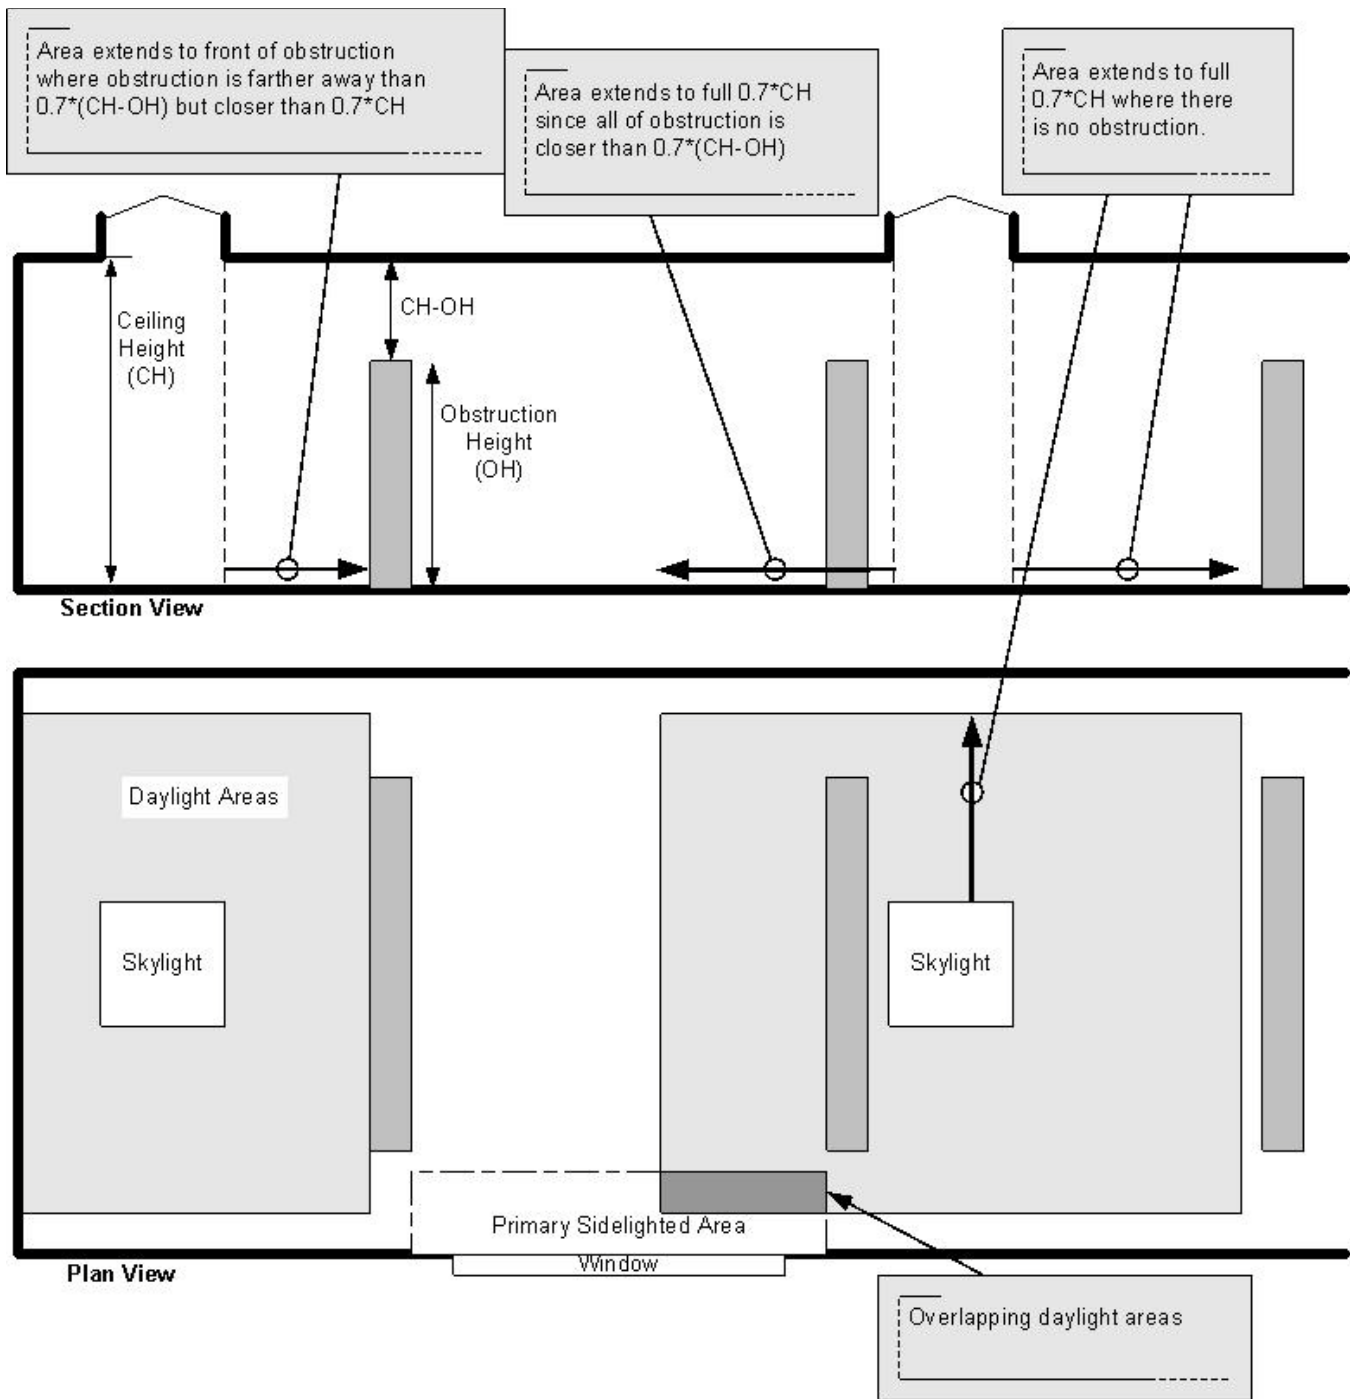 Area extends to front of obstruction
where obstruction is farther away than
0.7*(CH-OH) but closer than 0.7*CH
Area extends to full 0.7*CH
since all of obstruction is
closer than 0.7*(CH-OH)
Area extends to full
0.7*CH where there
is no obstruction.
Ceiling
Height
(CH)
CH-OH
Obstruction
Height
(OH)
Section View
Daylight Areas
Skylight
Skylight
Primary Sidelighted Area
Window
Plan View
Overlapping daylight areas